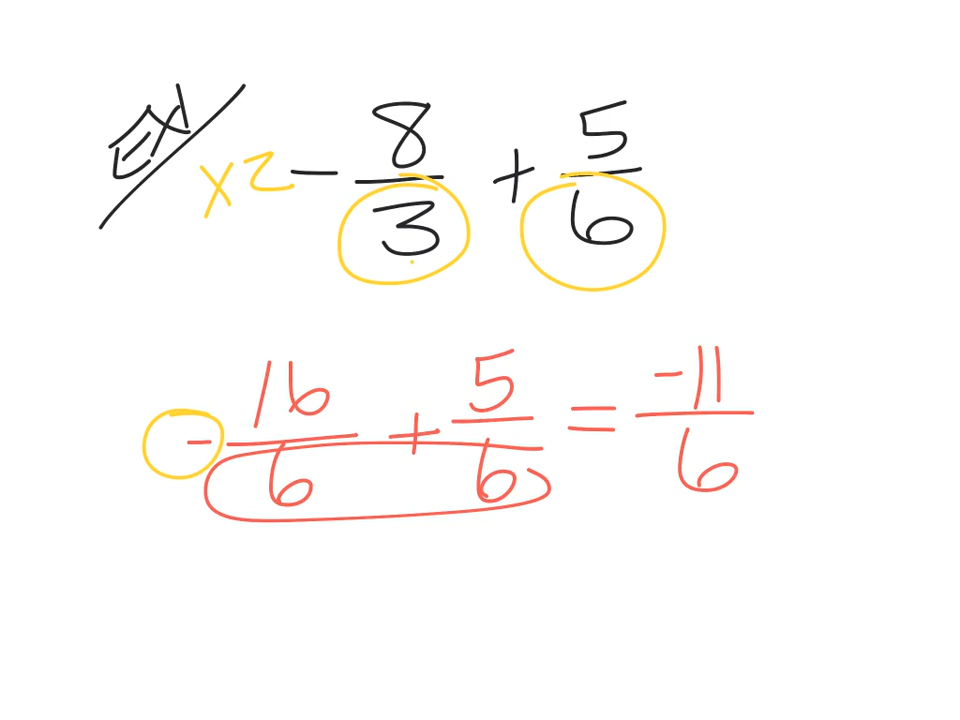 Ex/
x2 - 8/3 + 5/6
- 16/6 + 5/6 = -11/6